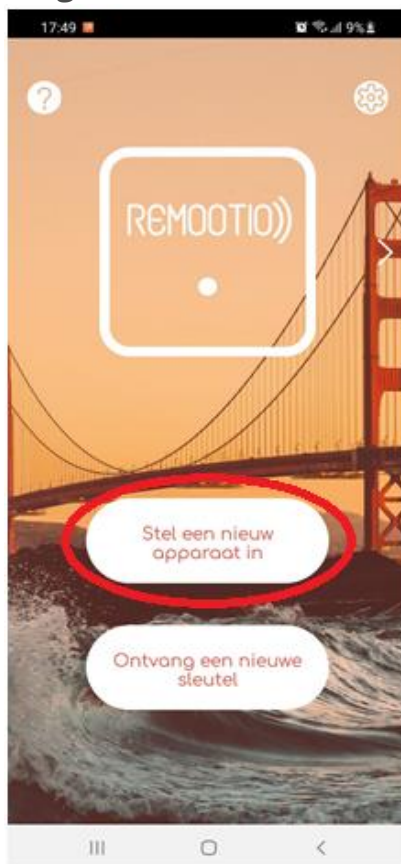 17:49 9%
?
REMOOTIO
Stel een nieuw
apparaat in
Ontvang een nieuwe
sleutel